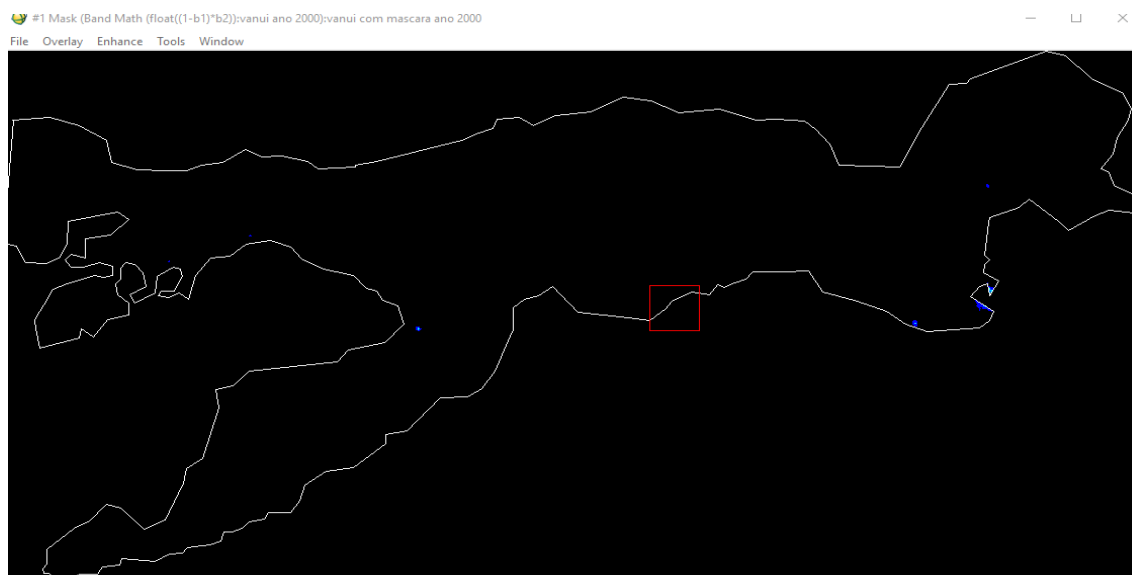 #1 Mask (Band Math (float((1-b1)*b2)):vanui ano 2000):vanui com mascara ano 2000
File Overlay Enhance Tools Window